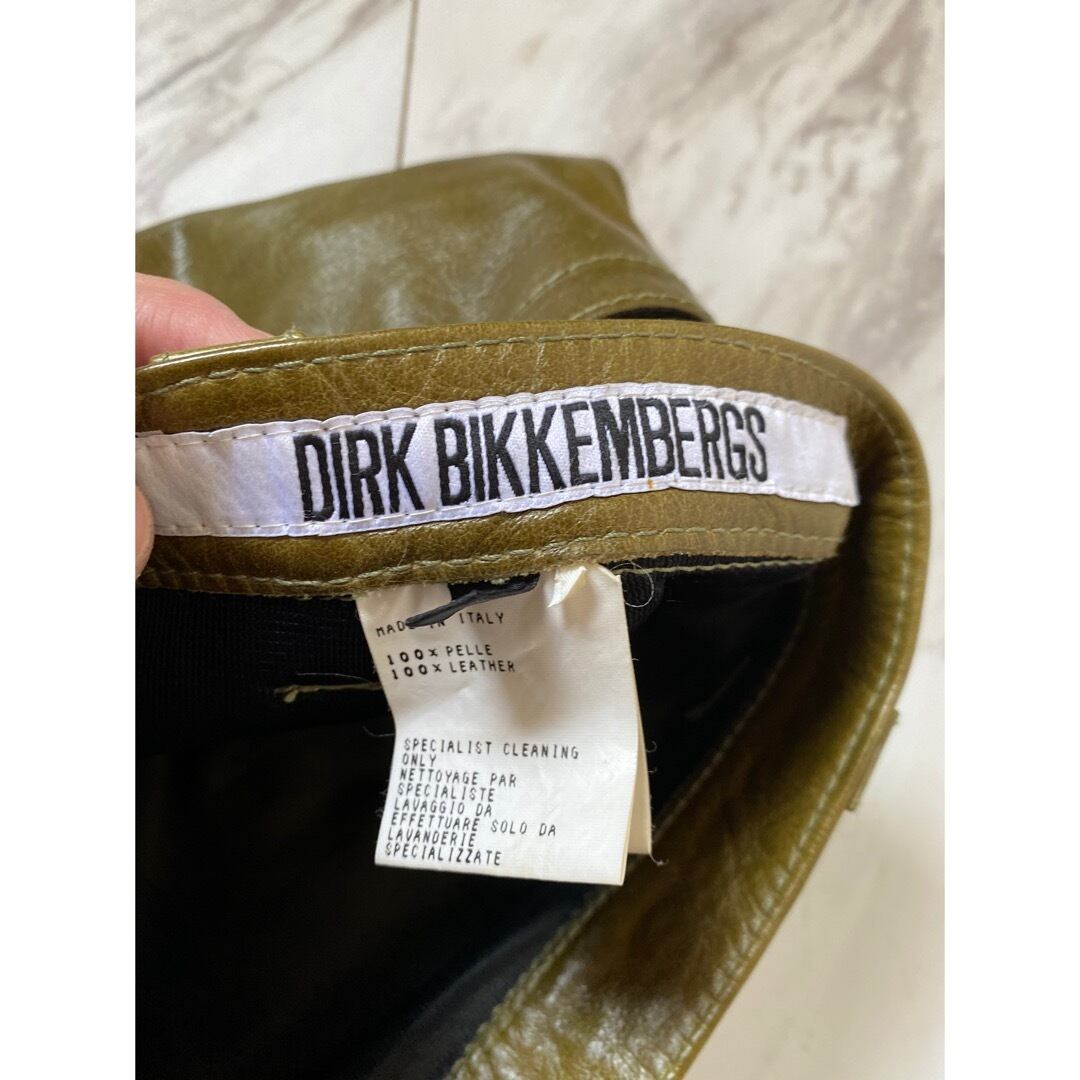 DIRK BIKKEMBERGS
MADE IN ITALY
100% PELLE
100% LEATHER
SPECIALIST CLEANING
ONLY
NETTOYAGE PAR
SPECIALISTE
LAVAGGIO DA
EFFETTUARE SOLO DA
LAVANDERIE
SPECIALIZZATE